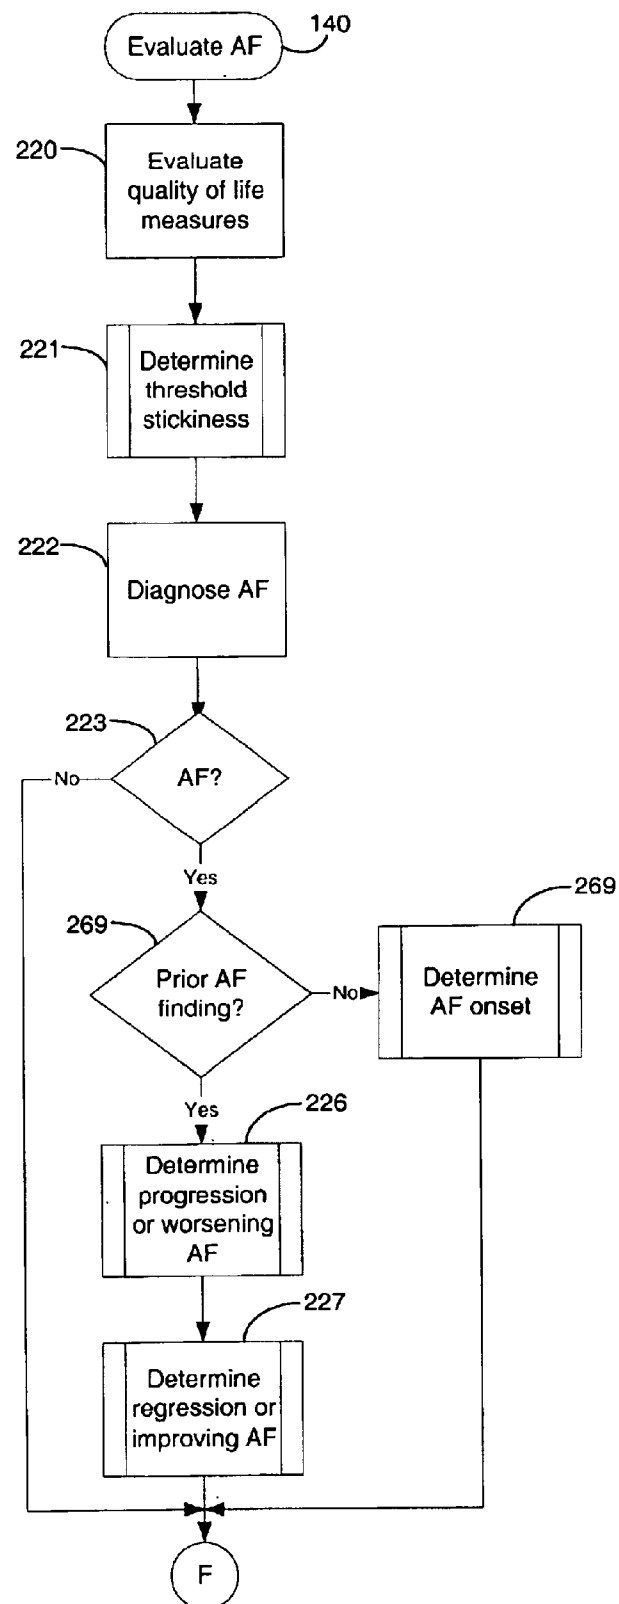 Evaluate AF
140
220
Evaluate
quality of life
measures
221
Determine
threshold
stickiness
222
Diagnose AF
223
AF?
No
Yes
269
Prior AF
finding?
No
269
Determine
AF onset
Yes
226
Determine
progression
or worsening
AF
227
Determine
regression or
improving AF
F